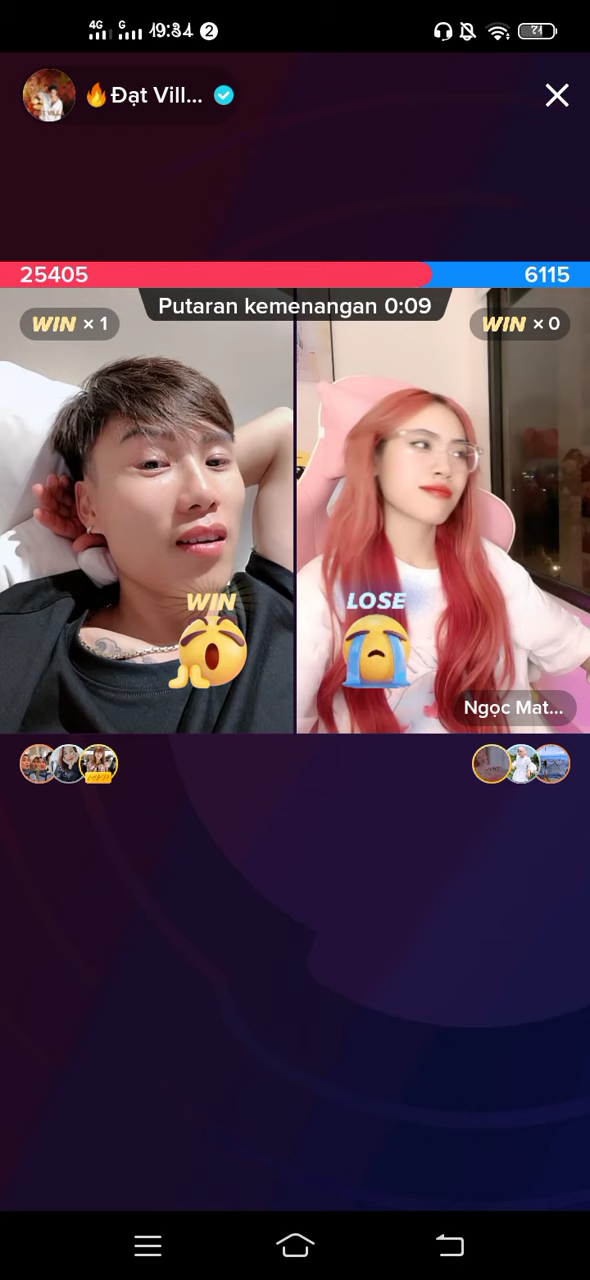 4G G 19:34 2 71
🔥Đạt Vill...
25405 6115
Putaran kemenangan 0:09
WIN × 1 WIN × 0
WIN LOSE
Ngọc Mat...